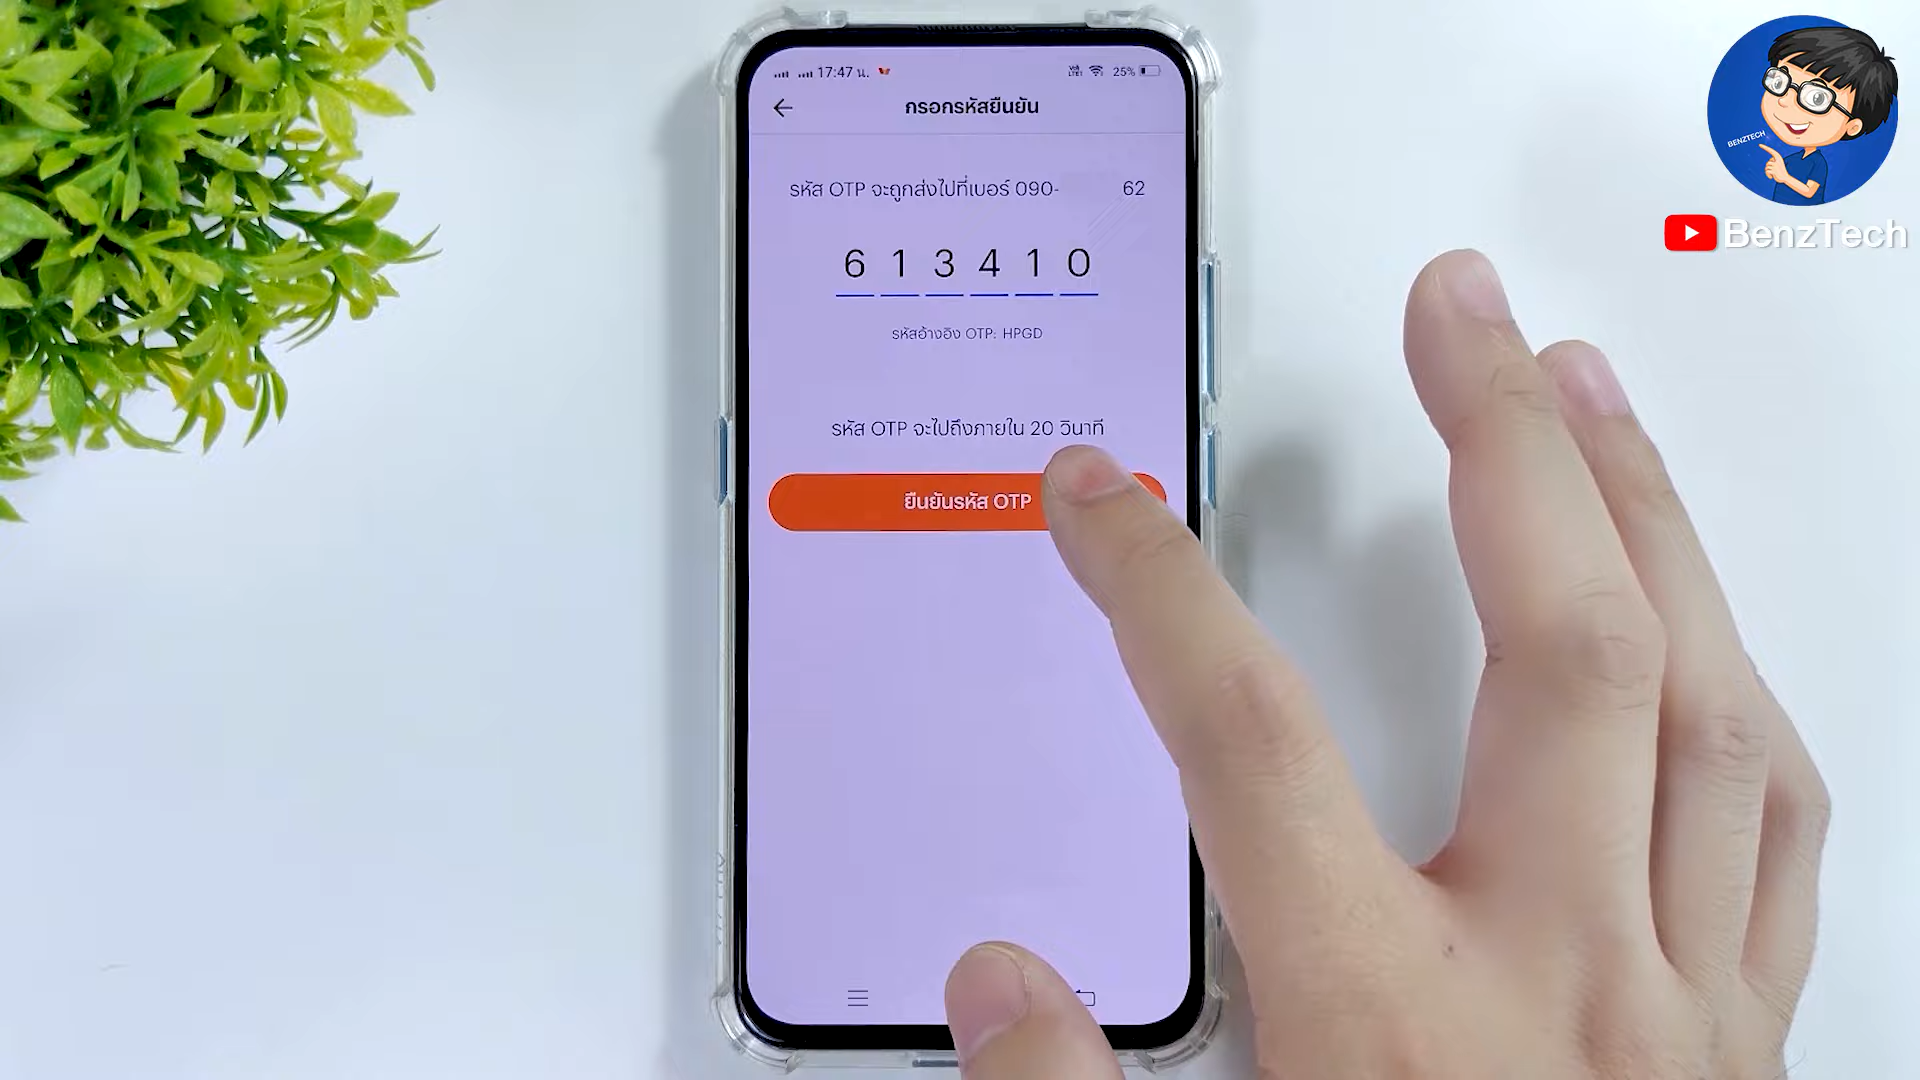 17:47 น.
25%
กรอกรหัสยืนยัน
รหัส OTP จะถูกส่งไปที่เบอร์ 090- 62
6 1 3 4 1 0
รหัสอ้างอิง OTP: HPGD
รหัส OTP จะไปถึงภายใน 20 วินาที
ยืนยันรหัส OTP
BENZTECH
BenzTech